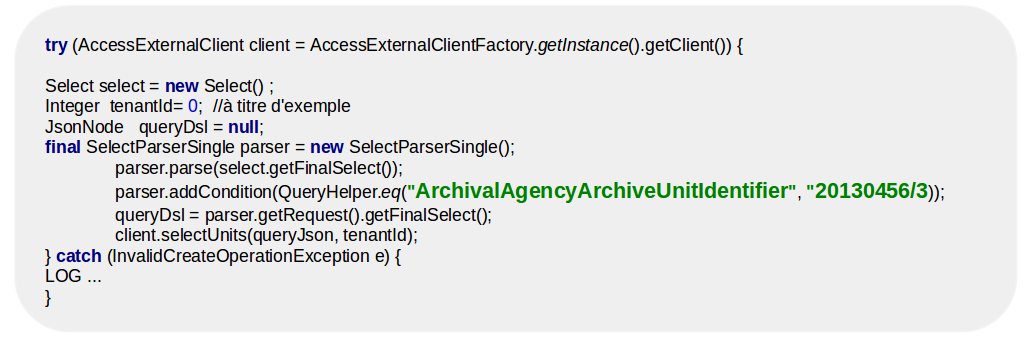 try (AccessExternalClient client = AccessExternalClientFactory.getInstance().getClient()) {
Select select = new Select() ;
Integer tenantId= 0; //à titre d'exemple
JsonNode queryDsl = null;
final SelectParserSingle parser = new SelectParserSingle();
parser.parse(select.getFinalSelect());
parser.addCondition(QueryHelper.eq("ArchivalAgencyArchiveUnitIdentifier", "20130456/3));
queryDsl = parser.getRequest().getFinalSelect();
client.selectUnits(queryJson, tenantId);
} catch (InvalidCreateOperationException e) {
LOG ...
}